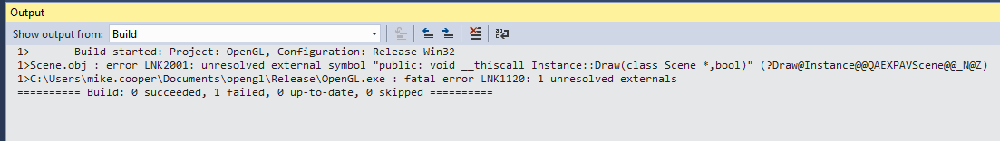 Output
Show output from: Build
1>------ Build started: Project: OpenGL, Configuration: Release Win32 ------
1>Scene.obj : error LNK2001: unresolved external symbol "public: void __thiscall Instance::Draw(class Scene *,bool)" (?Draw@Instance@@QAEXPAVScene@@_N@Z)
1>C:\Users\mike.cooper\Documents\opengl\Release\OpenGL.exe : fatal error LNK1120: 1 unresolved externals
========== Build: 0 succeeded, 1 failed, 0 up-to-date, 0 skipped ==========